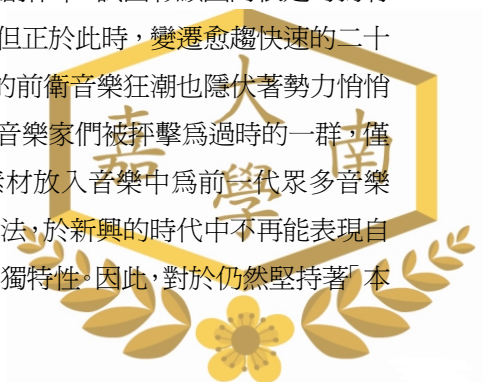 但正於此時，變遷愈趨快速的二十
的前衛音樂狂潮也隱伏著勢力悄悄
音樂家們被抨擊爲過時的一群，僅
素材放入音樂中爲前一代眾多音樂
法，於新興的時代中不再能表現自
獨特性。因此，對於仍然堅持著「本
大
嘉 南
學